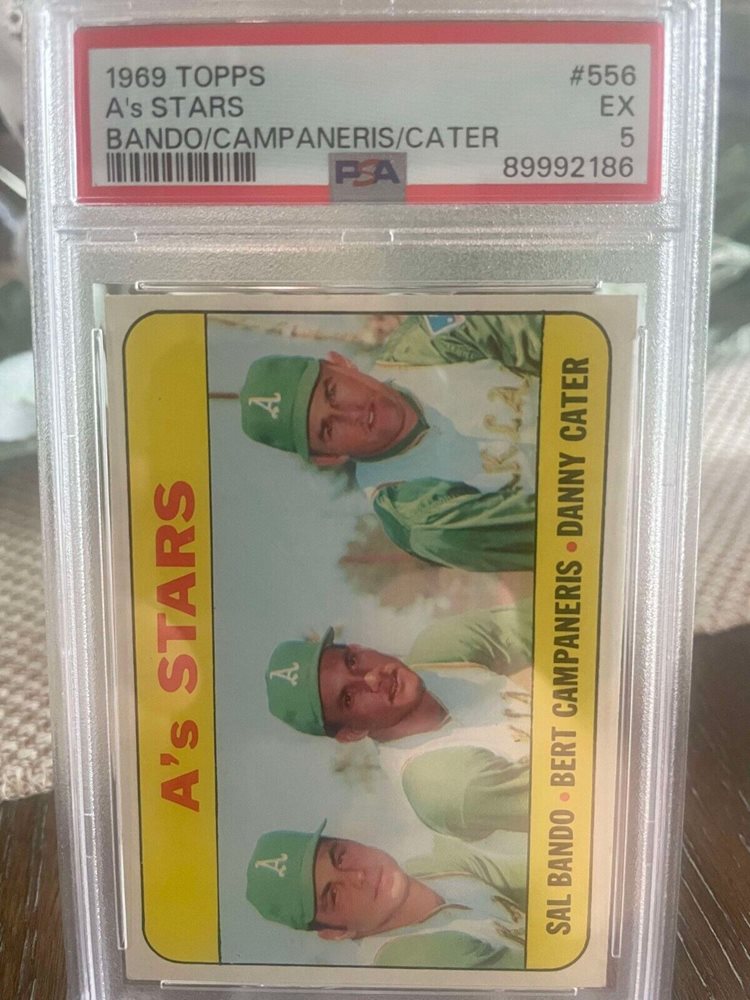 1969 TOPPS #556
A's STARS EX
BANDO/CAMPANERIS/CATER 5
PSA 89992186
A's STARS
A
A
A
SAL BANDO • BERT CAMPANERIS • DANNY CATER